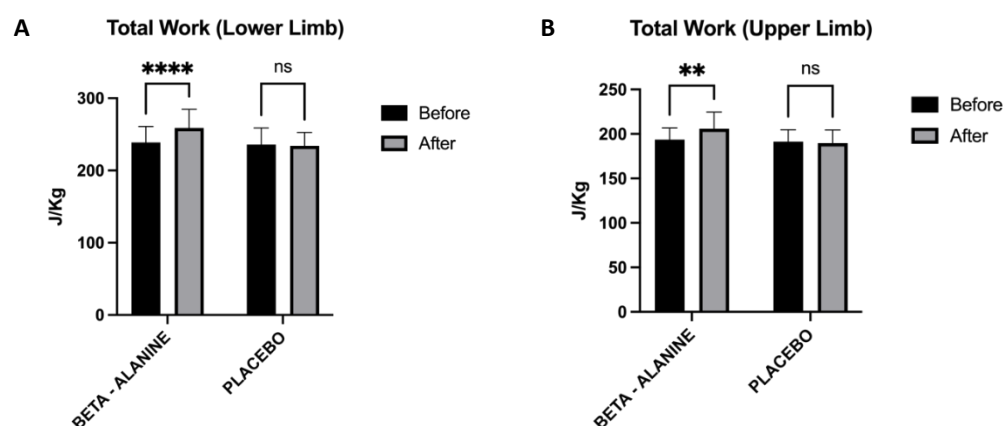 A
Total Work (Lower Limb)
****
ns
300
200
100
0
J/Kg
Before
After
BETA - ALANINE
PLACEBO
B
Total Work (Upper Limb)
**
ns
250
200
150
100
50
0
J/Kg
Before
After
BETA - ALANINE
PLACEBO